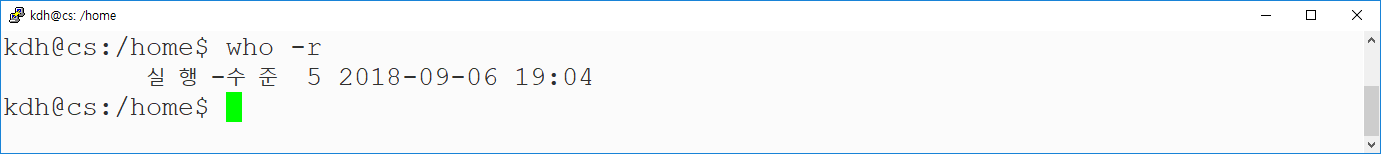 kdh@cs: /home
kdh@cs:/home$ who -r
실 행 -수 준 5 2018-09-06 19:04
kdh@cs:/home$